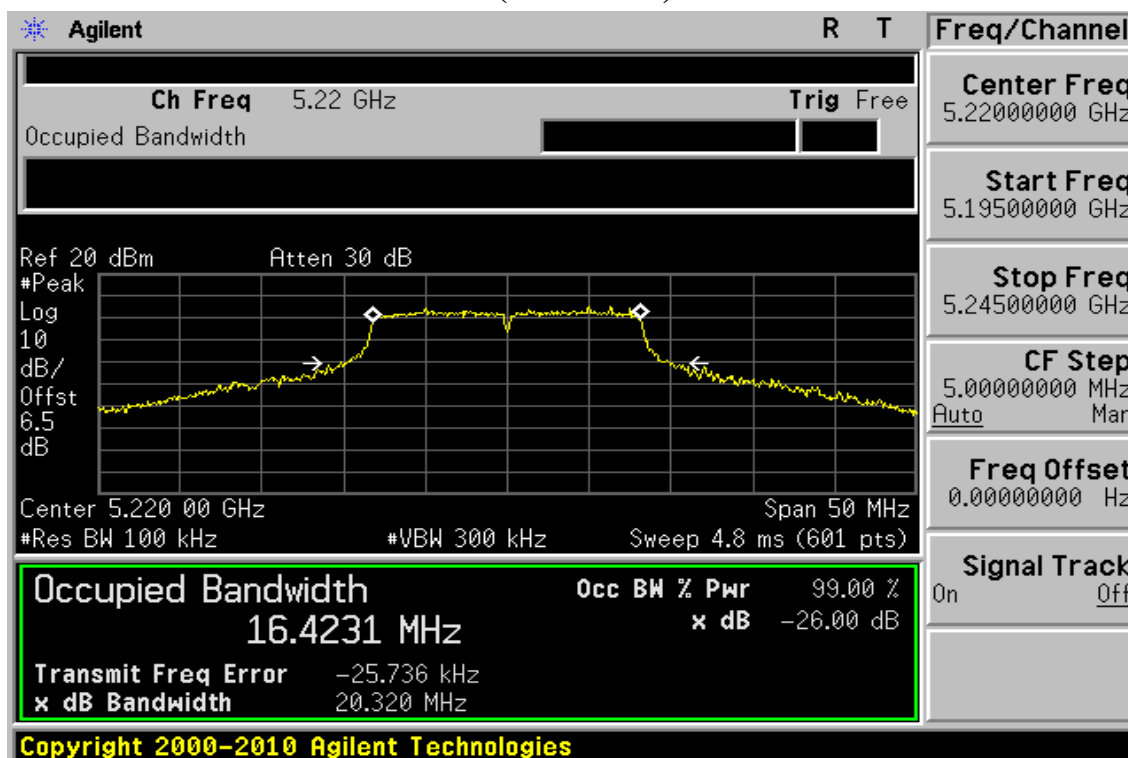 Agilent R T Freq/Channel
Ch Freq 5.22 GHz Trig Free
Occupied Bandwidth
Center Freq
5.22000000 GHz
Start Freq
5.19500000 GHz
Stop Freq
5.24500000 GHz
CF Step
5.00000000 MHz
Auto Man
Freq Offset
0.00000000 Hz
Signal Track
On Off
Ref 20 dBm Atten 30 dB
#Peak
Log
10
dB/
Offst
6.5
dB
Center 5.220 00 GHz Span 50 MHz
#Res BW 100 kHz #VBW 300 kHz Sweep 4.8 ms (601 pts)
Occupied Bandwidth
16.4231 MHz
Occ BW % Pwr 99.00 %
x dB -26.00 dB
Transmit Freq Error -25.736 kHz
x dB Bandwidth 20.320 MHz
Copyright 2000-2010 Agilent Technologies